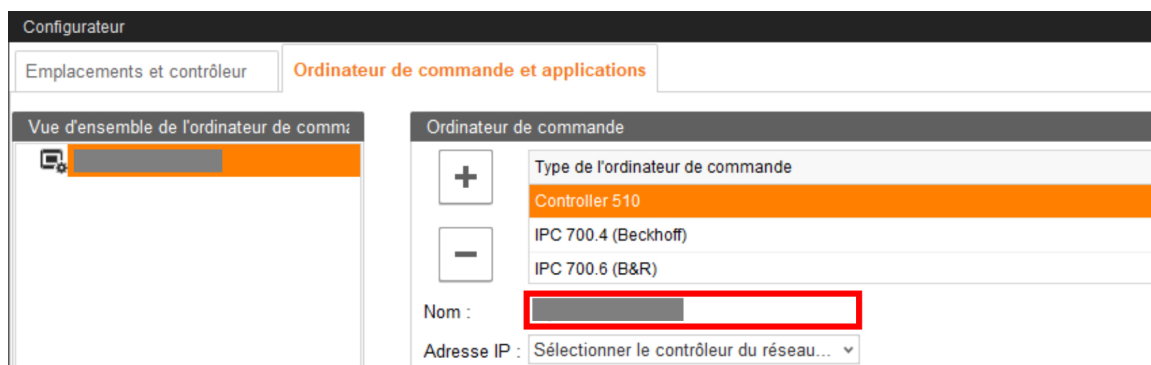 Configurateur
Emplacements et contrôleur
Ordinateur de commande et applications
Vue d'ensemble de l'ordinateur de comma
Ordinateur de commande
+
Type de l'ordinateur de commande
Controller 510
IPC 700.4 (Beckhoff)
−
IPC 700.6 (B&R)
Nom :
Adresse IP : Sélectionner le contrôleur du réseau...